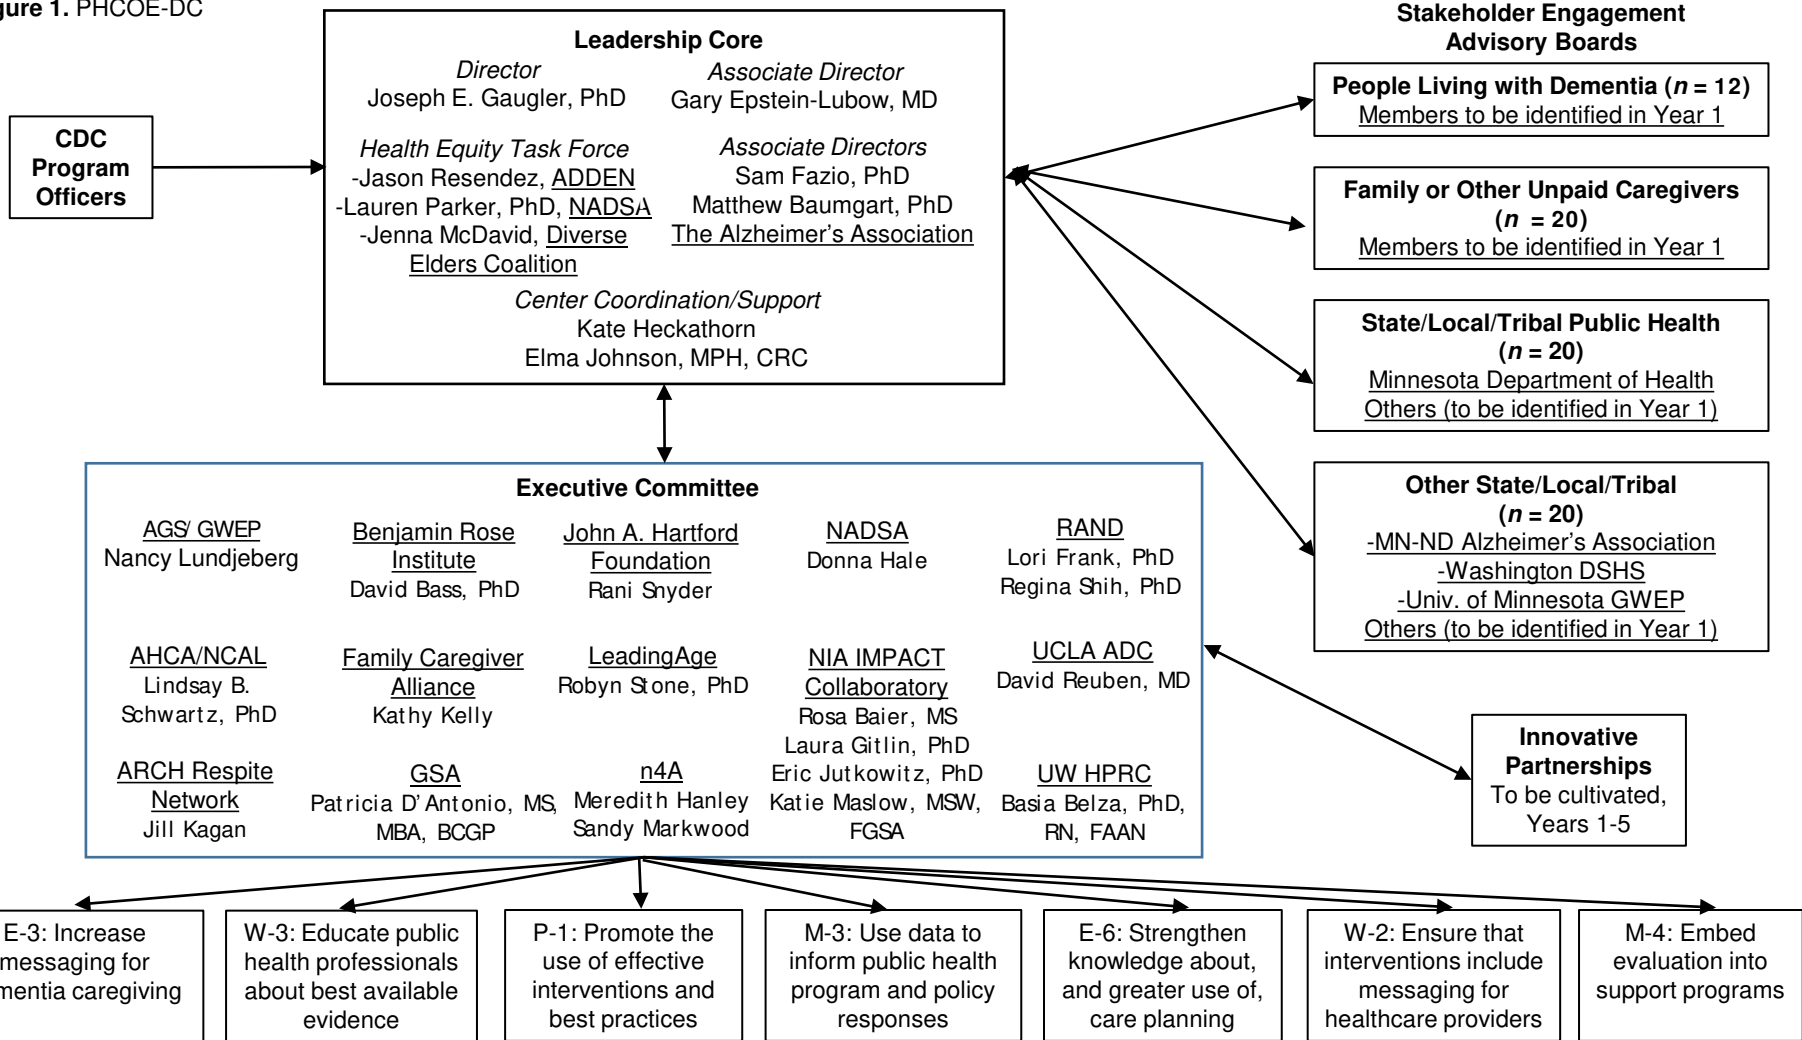 gure 1. PHCOE-DC
CDC
Program
Officers
Leadership Core
Director
Joseph E. Gaugler, PhD
Associate Director
Gary Epstein-Lubow, MD
Health Equity Task Force
-Jason Resendez, ADDEN
-Lauren Parker, PhD, NADSA
-Jenna McDavid, Diverse
Elders Coalition
Associate Directors
Sam Fazio, PhD
Matthew Baumgart, PhD
The Alzheimer's Association
Center Coordination/Support
Kate Heckathorn
Elma Johnson, MPH, CRC
Stakeholder Engagement
Advisory Boards
People Living with Dementia (n = 12)
Members to be identified in Year 1
Family or Other Unpaid Caregivers
(n = 20)
Members to be identified in Year 1
State/Local/Tribal Public Health
(n = 20)
Minnesota Department of Health
Others (to be identified in Year 1)
Other State/Local/Tribal
(n = 20)
-MN-ND Alzheimer's Association
-Washington DSHS
-Univ. of Minnesota GWEP
Others (to be identified in Year 1)
Executive Committee
AGS/ GWEP
Nancy Lundjeberg
Benjamin Rose
Institute
David Bass, PhD
John A. Hartford
Foundation
Rani Snyder
NADSA
Donna Hale
RAND
Lori Frank, PhD
Regina Shih, PhD
AHCA/NCAL
Lindsay B.
Schwartz, PhD
Family Caregiver
Alliance
Kathy Kelly
LeadingAge
Robyn Stone, PhD
NIA IMPACT
Collaboratory
Rosa Baier, MS
Laura Gitlin, PhD
Eric Jutkowitz, PhD
Katie Maslow, MSW,
FGSA
UCLA ADC
David Reuben, MD
ARCH Respite
Network
Jill Kagan
GSA
Patricia D'Antonio, MS,
MBA, BCGP
n4A
Meredith Hanley
Sandy Markwood
UW HPRC
Basia Belza, PhD,
RN, FAAN
Innovative
Partnerships
To be cultivated,
Years 1-5
E-3: Increase
messaging for
mentia caregiving
W-3: Educate public
health professionals
about best available
evidence
P-1: Promote the
use of effective
interventions and
best practices
M-3: Use data to
inform public health
program and policy
responses
E-6: Strengthen
knowledge about,
and greater use of,
care planning
W-2: Ensure that
interventions include
messaging for
healthcare providers
M-4: Embed
evaluation into
support programs